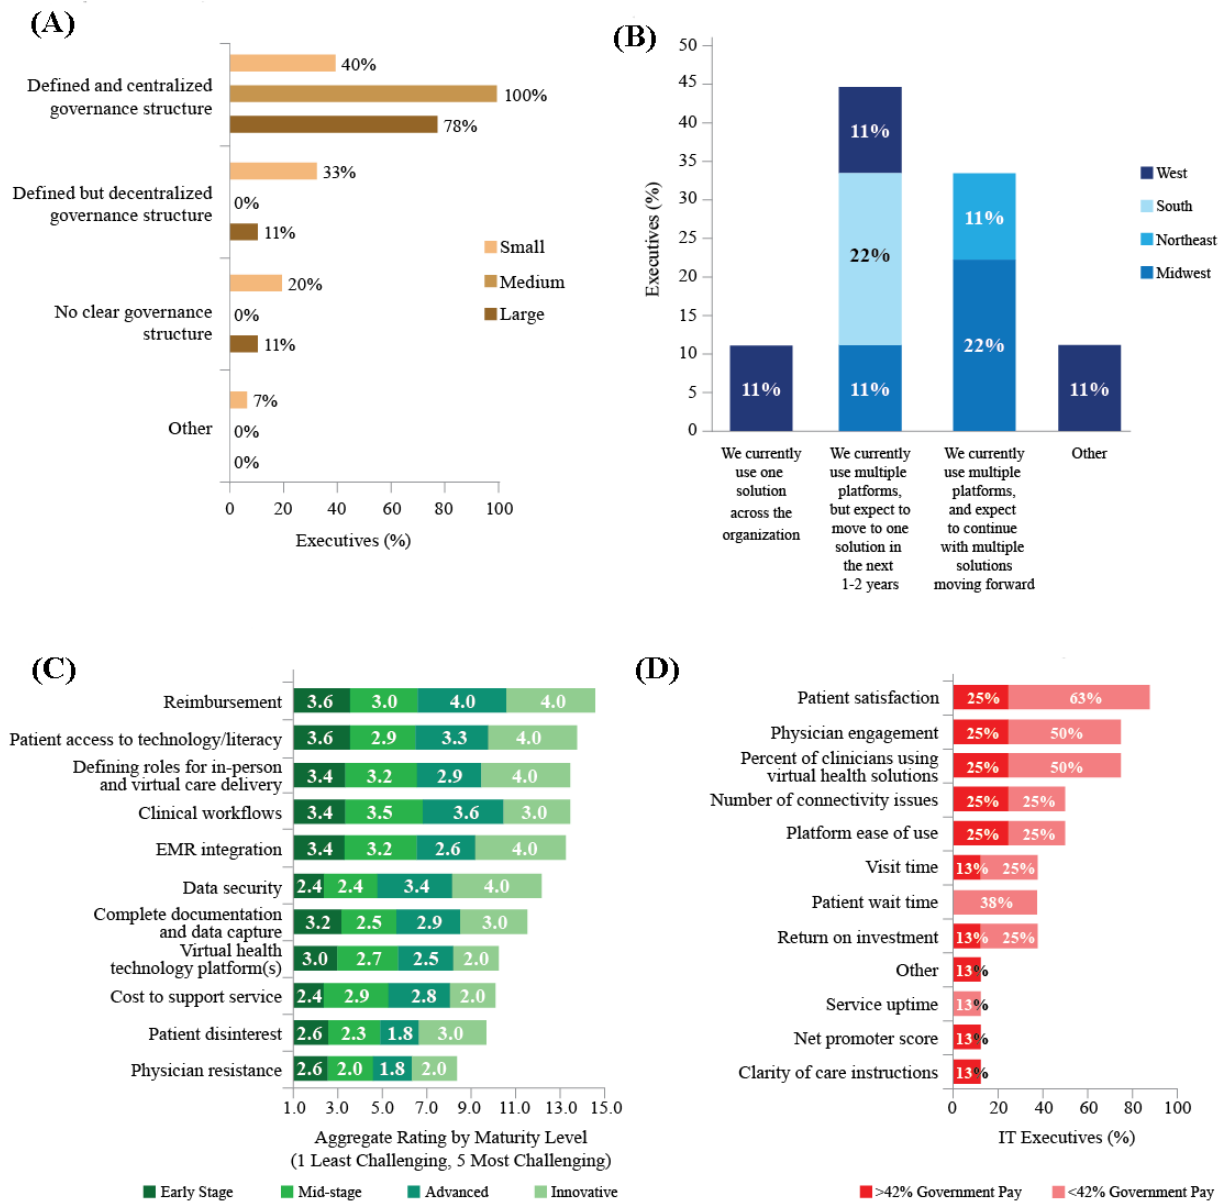 (A)
Defined and centralized
governance structure
40%
100%
78%
Defined but decentralized
governance structure
33%
0%
11%
No clear governance
structure
20%
0%
11%
Other
7%
0%
0%
Small
Medium
Large
0 20 40 60 80 100
Executives (%)
(B)
50
45
40
35
30
25
20
15
10
5
0
Executives (%)
11%
11%
22%
11%
11%
22%
11%
West
South
Northeast
Midwest
We currently
use one
solution
across the
organization
We currently
use multiple
platforms,
but expect to
move to one
solution in
the next
1-2 years
We currently
use multiple
platforms,
and expect
to continue
with multiple
solutions
moving forward
Other
(C)
Reimbursement 3.6 3.0 4.0 4.0
Patient access to technology/literacy 3.6 2.9 3.3 4.0
Defining roles for in-person
and virtual care delivery 3.4 3.2 2.9 4.0
Clinical workflows 3.4 3.5 3.6 3.0
EMR integration 3.4 3.2 2.6 4.0
Data security 2.4 2.4 3.4 4.0
Complete documentation
and data capture 3.2 2.5 2.9 3.0
Virtual health
technology platform(s) 3.0 2.7 2.5 2.0
Cost to support service 2.4 2.9 2.8 2.0
Patient disinterest 2.6 2.3 1.8 3.0
Physician resistance 2.6 2.0 1.8 2.0
1.0 3.0 5.0 7.0 9.0 11.0 13.0 15.0
Aggregate Rating by Maturity Level
(1 Least Challenging, 5 Most Challenging)
Early Stage Mid-stage Advanced Innovative
(D)
Patient satisfaction 25% 63%
Physician engagement 25% 50%
Percent of clinicians using
virtual health solutions 25% 50%
Number of connectivity issues 25% 25%
Platform ease of use 25% 25%
Visit time 13% 25%
Patient wait time 38%
Return on investment 13% 25%
Other 13%
Service uptime 13%
Net promoter score 13%
Clarity of care instructions 13%
0 20 40 60 80 100
IT Executives (%)
>42% Government Pay <42% Government Pay